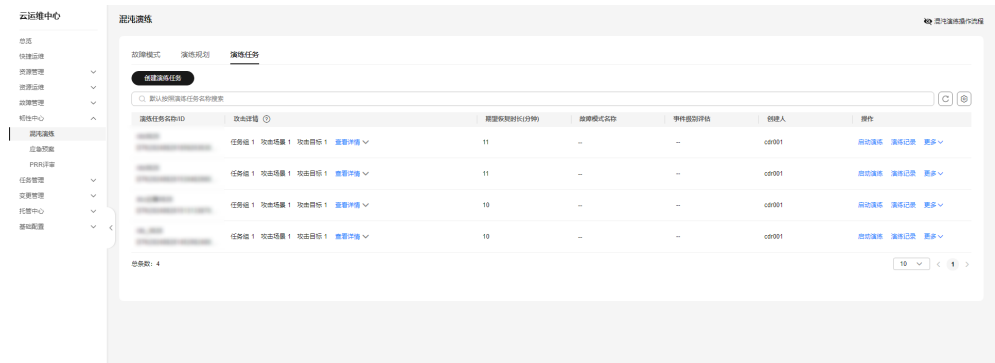 云运维中心
总览
快捷运维
资源管理
资源运维
故障管理
韧性中心
混沌演练
应急预案
PRR评审
任务管理
变更管理
托管中心
基础配置
混沌演练
混沌演练操作流程
故障模式 演练规划 演练任务
创建演练任务
默认按照演练任务名称搜索
演练任务名称/ID 攻击详情 期望恢复时长(分钟) 故障模式名称 事件级别评估 创建人 操作
任务组 1 攻击场景 1 攻击目标 1 查看详情 11 -- -- cdr001 启动演练 演练记录 更多
任务组 1 攻击场景 1 攻击目标 1 查看详情 11 -- -- cdr001 启动演练 演练记录 更多
任务组 1 攻击场景 1 攻击目标 1 查看详情 10 -- -- cdr001 启动演练 演练记录 更多
任务组 1 攻击场景 1 攻击目标 1 查看详情 10 -- -- cdr001 启动演练 演练记录 更多
总条数: 4 10 1